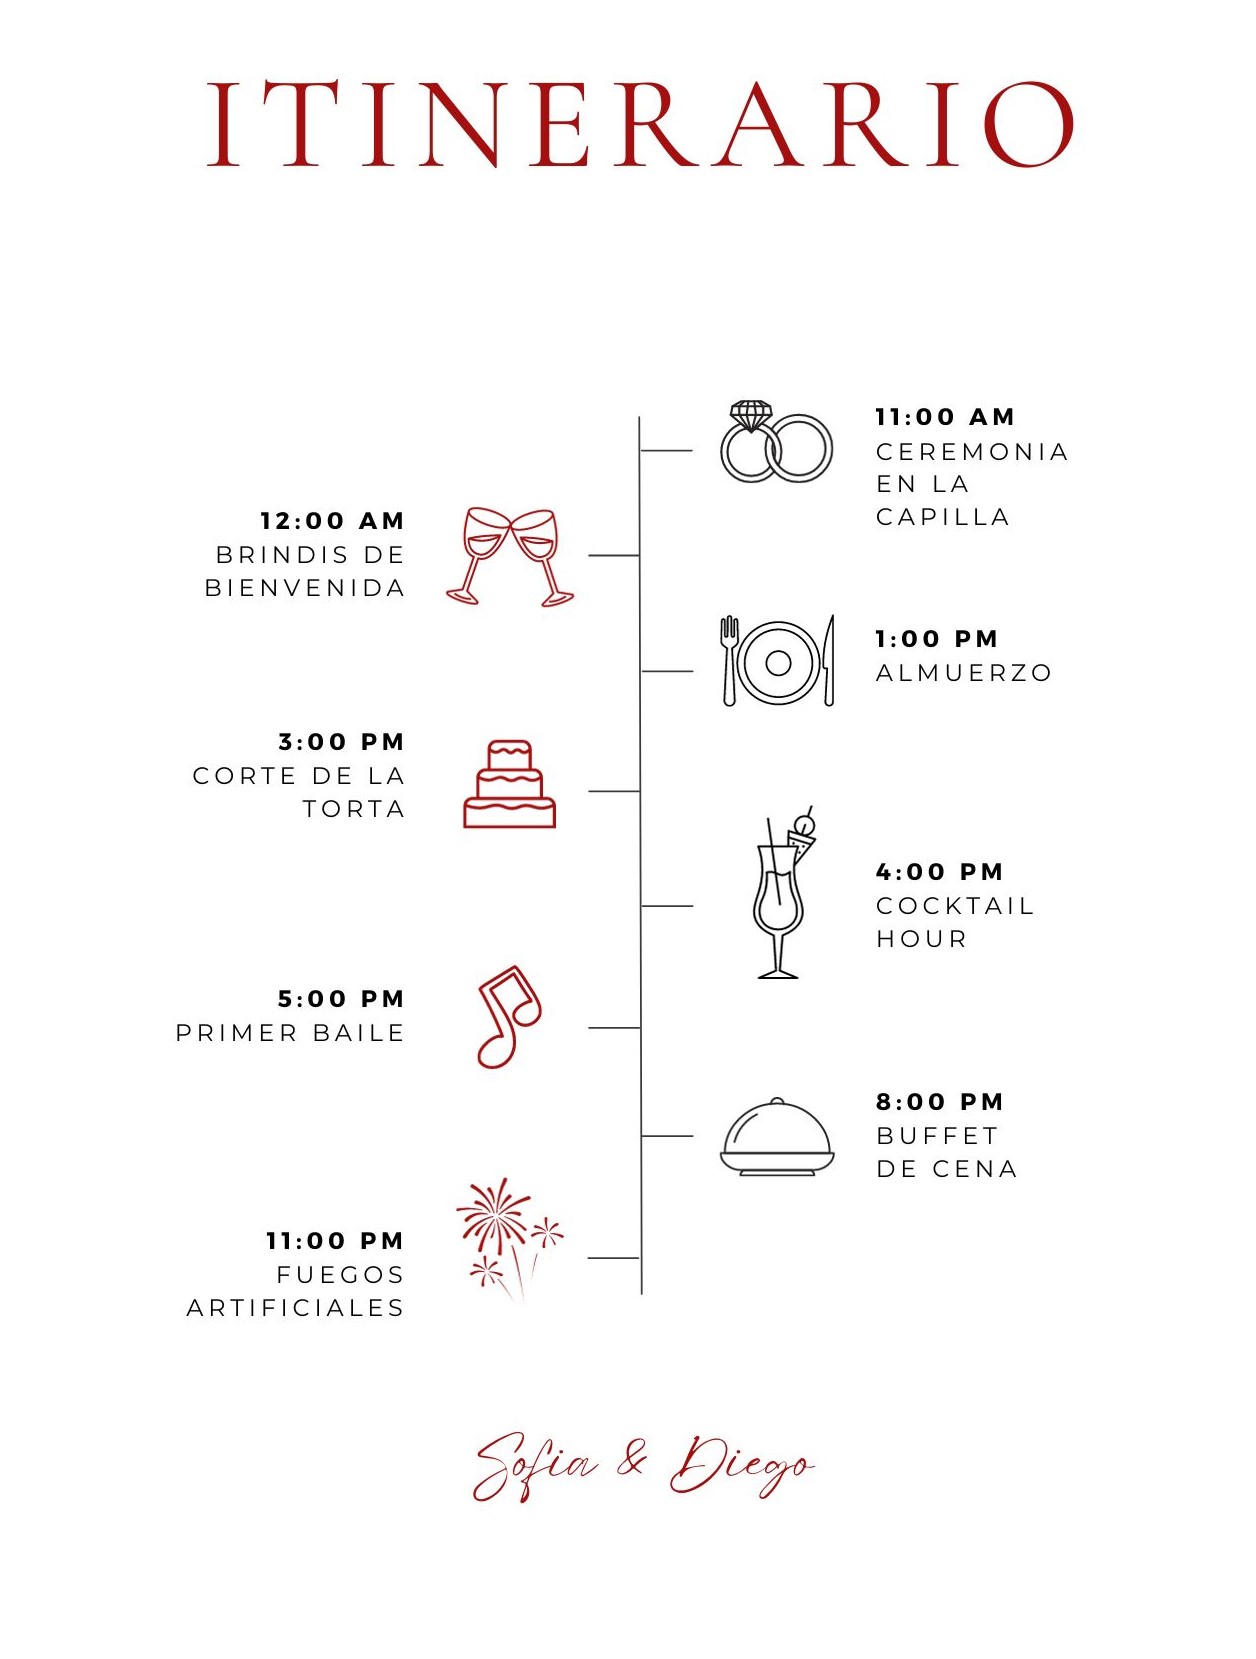 ITINERARIO
11:00 AM
CEREMONIA
EN LA
CAPILLA
12:00 AM
BRINDIS DE
BIENVENIDA
1:00 PM
ALMUERZO
3:00 PM
CORTE DE LA
TORTA
4:00 PM
COCKTAIL
HOUR
5:00 PM
PRIMER BAILE
8:00 PM
BUFFET
DE CENA
11:00 PM
FUEGOS
ARTIFICIALES
Sofia & Diego